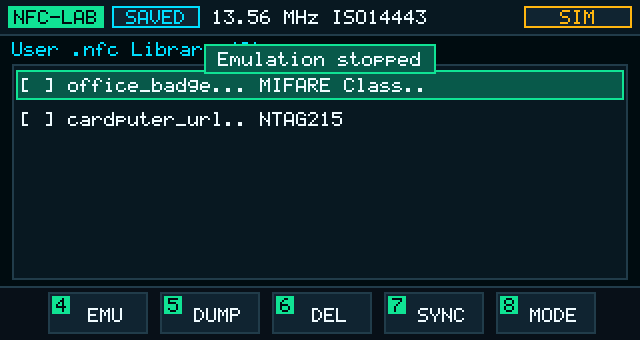 NFC-LAB SAVED 13.56 MHz ISO14443 SIM
User .nfc Librar
Emulation stopped
[ ] office_badge... MIFARE Class..
[ ] cardputer_url.. NTAG215
4 EMU 5 DUMP 6 DEL 7 SYNC 8 MODE